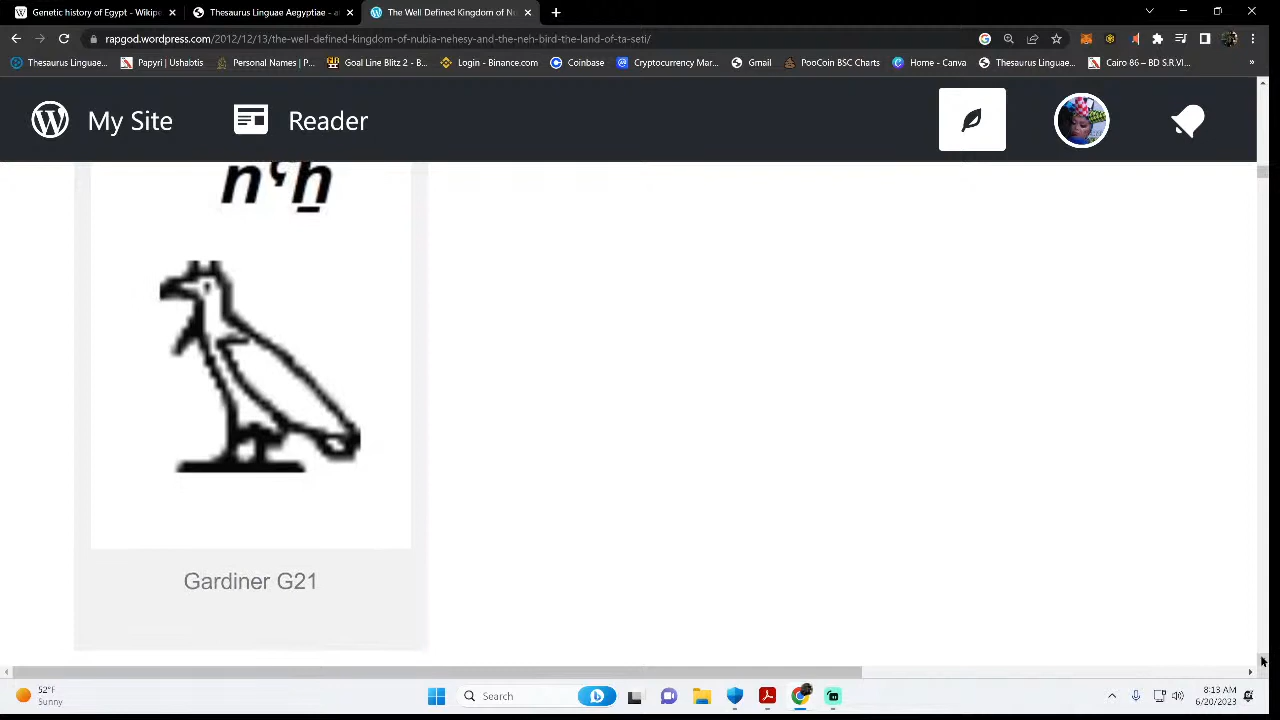 Genetic history of Egypt - Wikipe
Thesaurus Linguae Aegyptiae - al
The Well Defined Kingdom of Nu
rapgod.wordpress.com/2012/12/13/the-well-defined-kingdom-of-nubia-nehesy-and-the-neh-bird-the-land-of-ta-seti/
Thesaurus Linguae...
Papyri | Ushabtis
Personal Names | P...
Goal Line Blitz 2 - B...
Login - Binance.com
Coinbase
Cryptocurrency Mar...
Gmail
PooCoin BSC Charts
Home - Canva
Thesaurus Linguae...
Cairo 86 – BD S.R.VI...
My Site
Reader
nꜥẖ
Gardiner G21
52°F
Sunny
Search
8:13 AM
6/20/2023